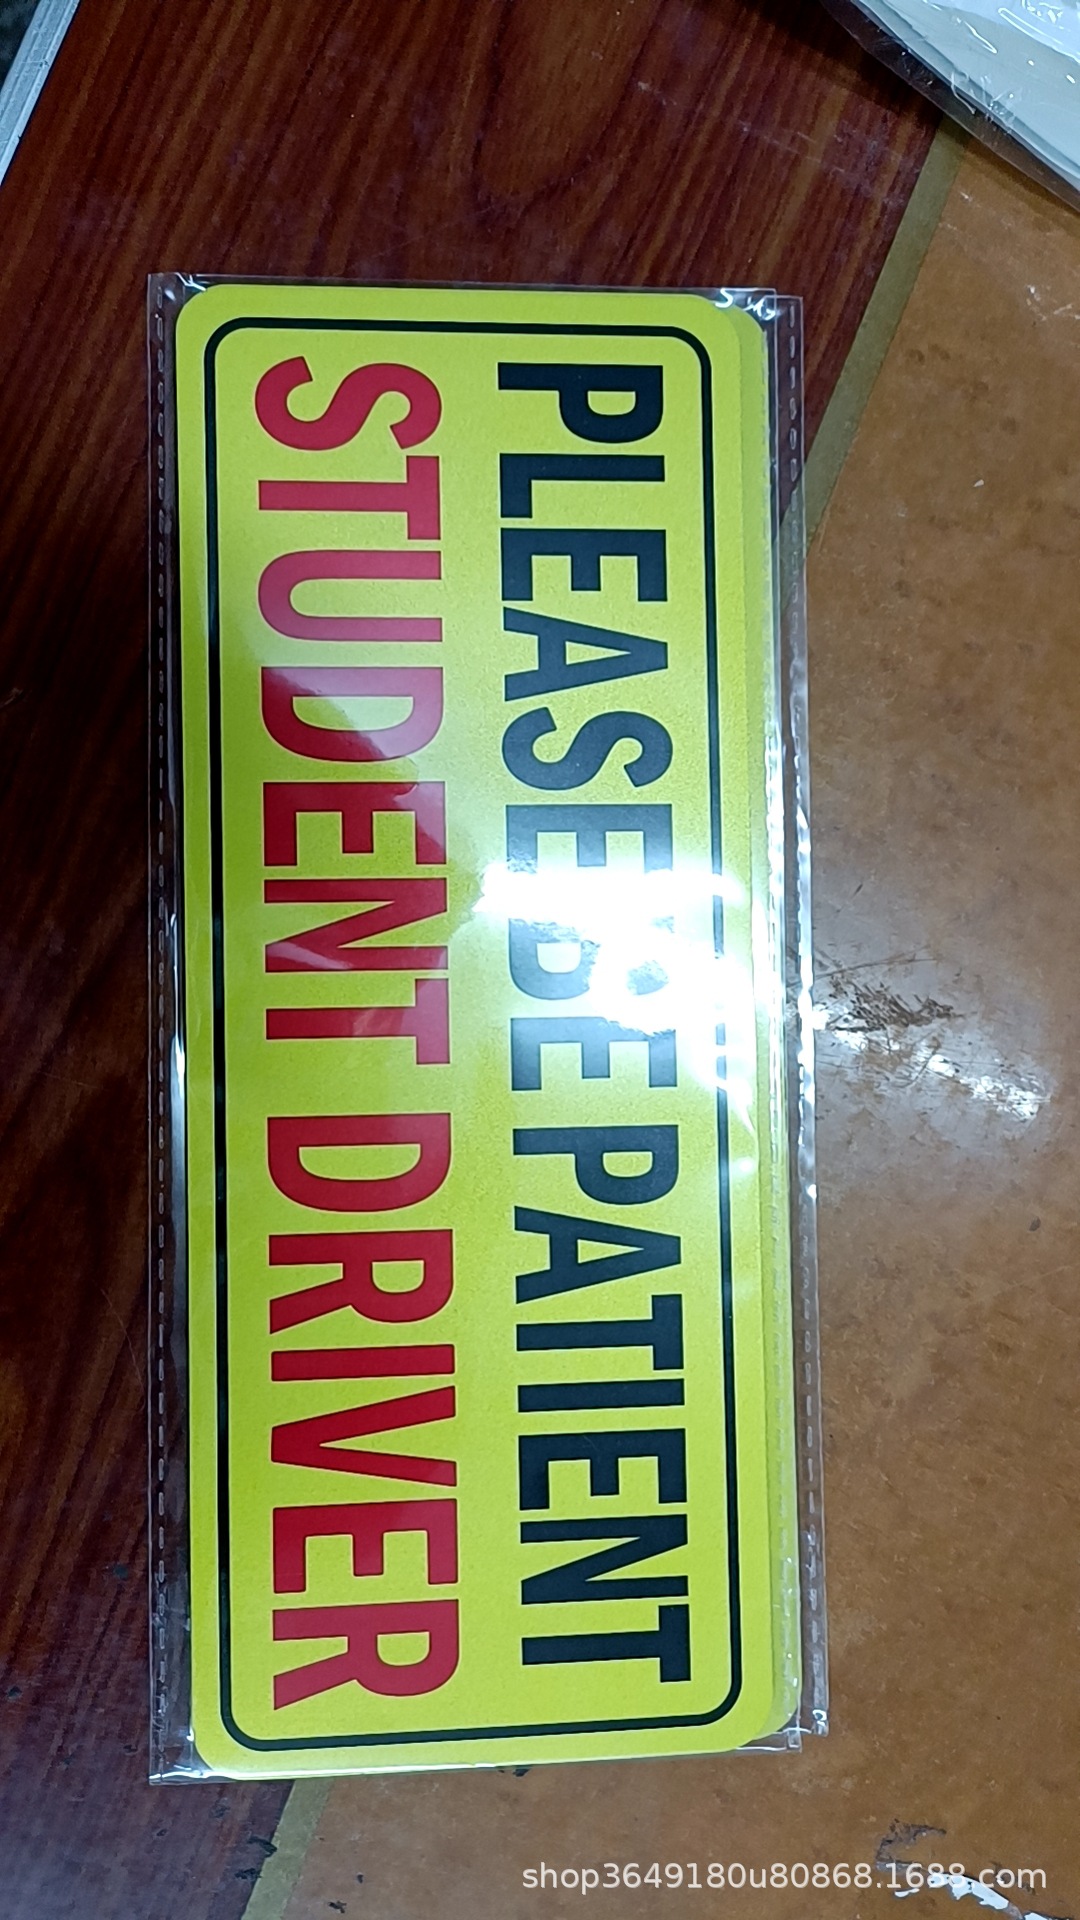 PLEASE BE PATIENT
STUDENT DRIVER
shop3649180u80868.1688.com